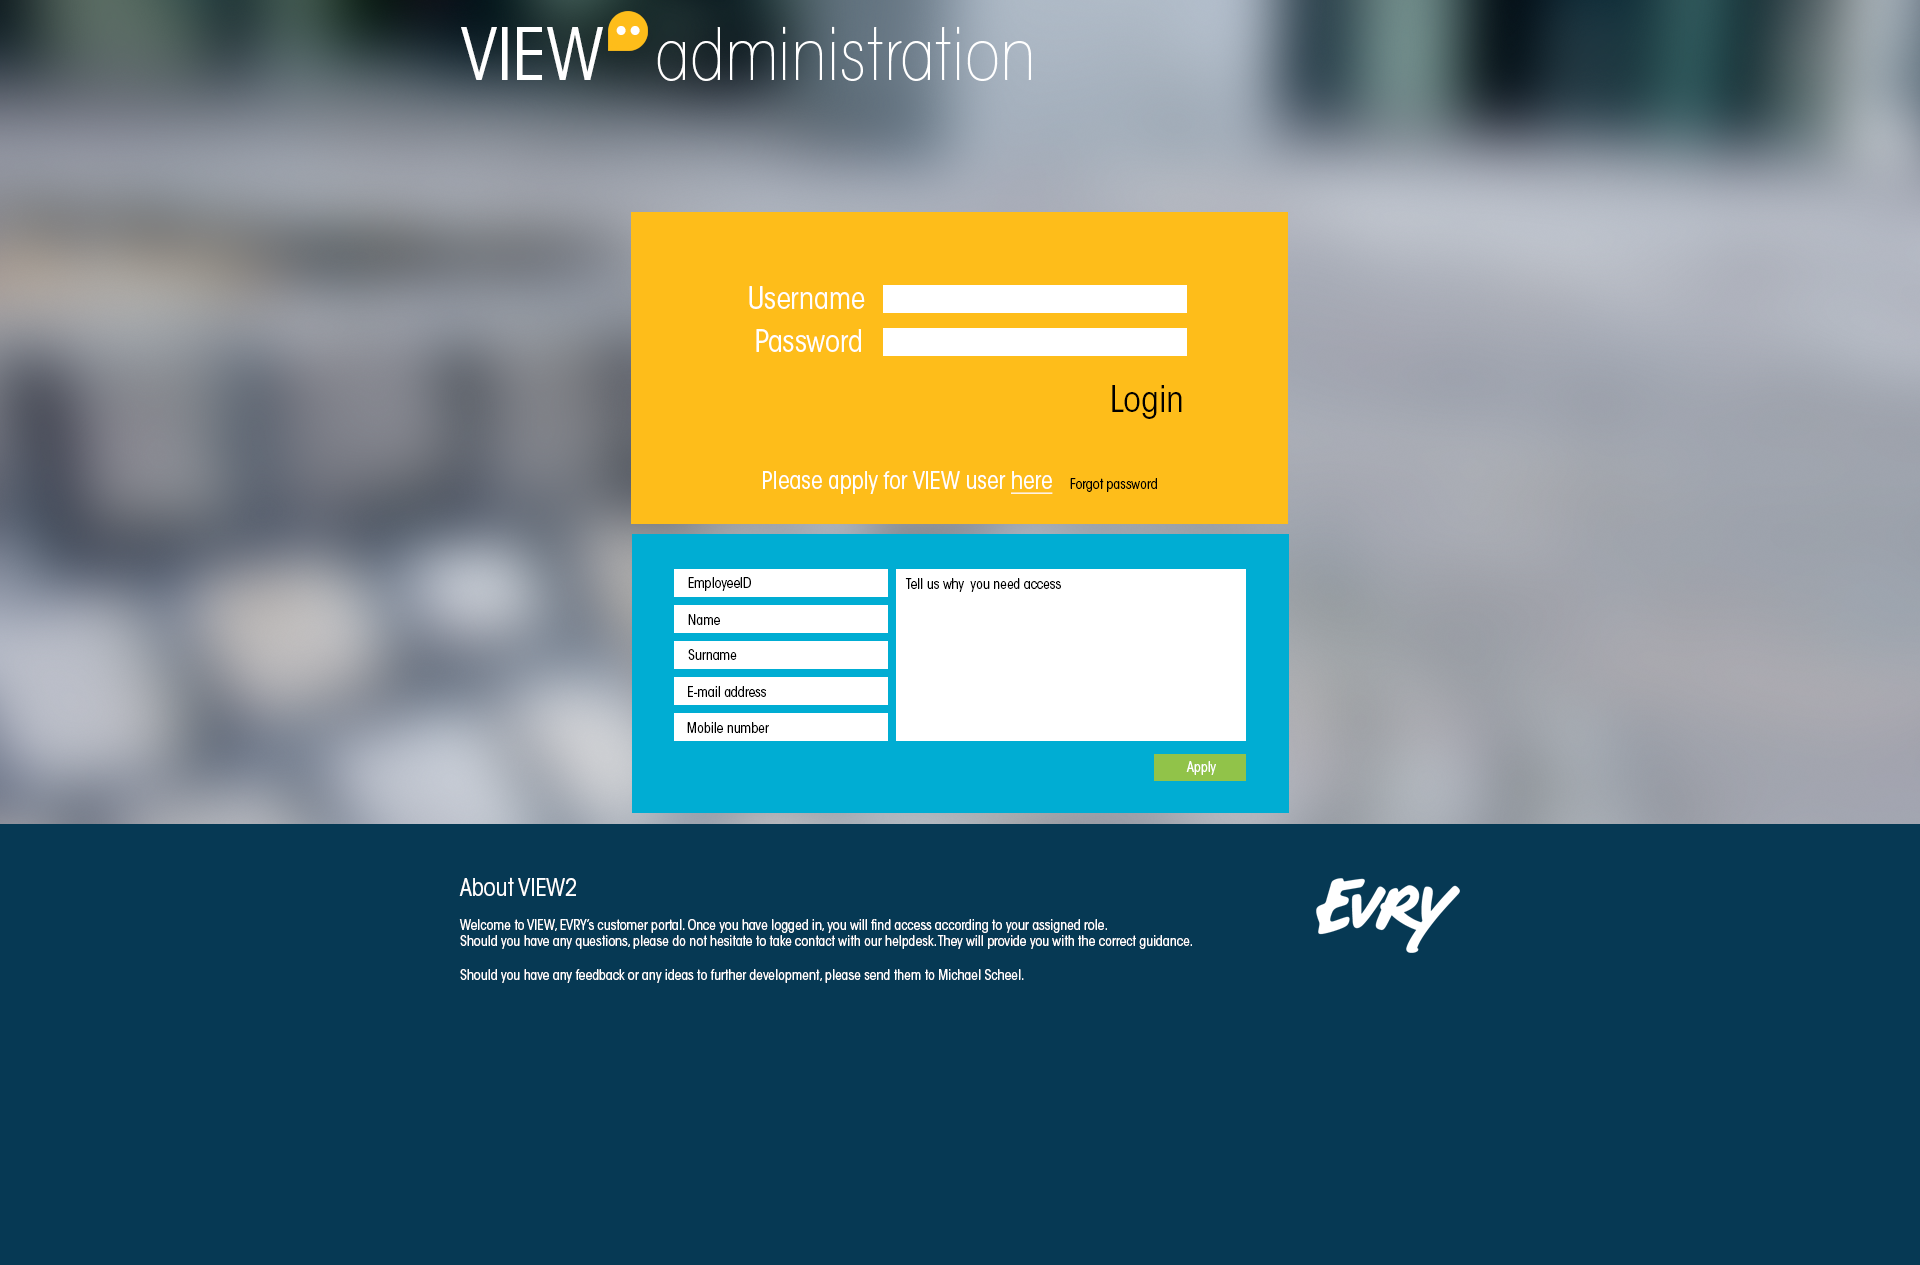 VIEW administration
Username
Password
Login
Please apply for VIEW user here Forgot password
EmployeeID
Name
Surname
E-mail address
Mobile number
Tell us why you need access
Apply
About VIEW2
EVRY
Welcome to VIEW, EVRY's customer portal. Once you have logged in, you will find access according to your assigned role.
Should you have any questions, please do not hesitate to take contact with our helpdesk. They will provide you with the correct guidance.
Should you have any feedback or any ideas to further development, please send them to Michael Scheel.